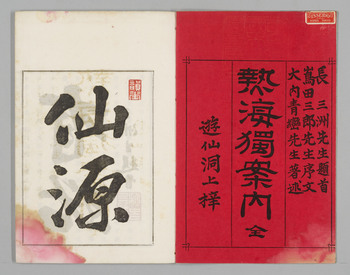 長三洲先生題首
嶌田三郎先生序文
大内青巒先生著述
熱海獨案内 全
遊仙洞上梓
仙源